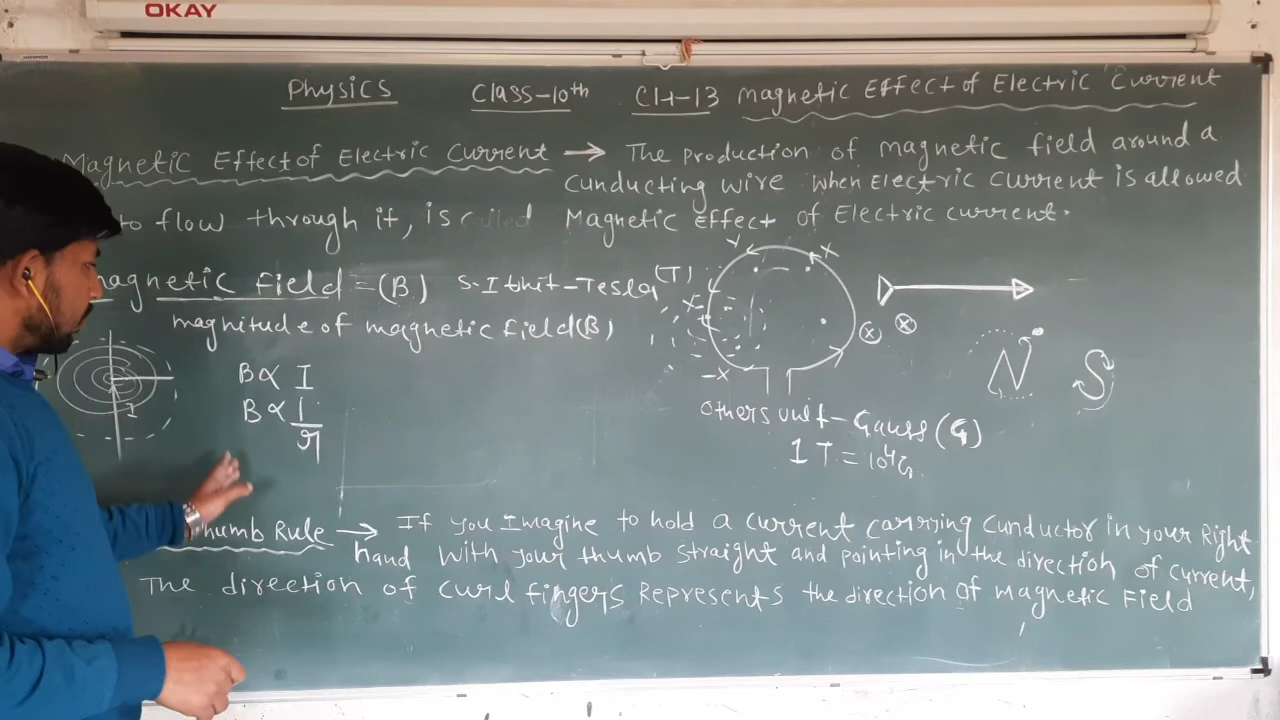 OKAY
Physics Class-10th CH-13 Magnetic Effect of Electric Current
Magnetic Effect of Electric Current → The production of magnetic field around a
Cunducting wire when Electric current is allowed
to flow through it, is called Magnetic Effect of Electric current.
magnetic field = (B) S.I Unit-Tesla (T)
magnitude of magnetic field (B)
B ∝ I
B ∝ 1/r
I
X
X
-X
⊗ ⊗
N S
Others unit- Gauss (G)
1 T = 10⁴G
Thumb Rule → If you Imagine to hold a current carrying Cunductor in your Right
hand with your thumb straight and pointing in the direction of current,
The direction of curl fingers Represents the direction of magnetic Field